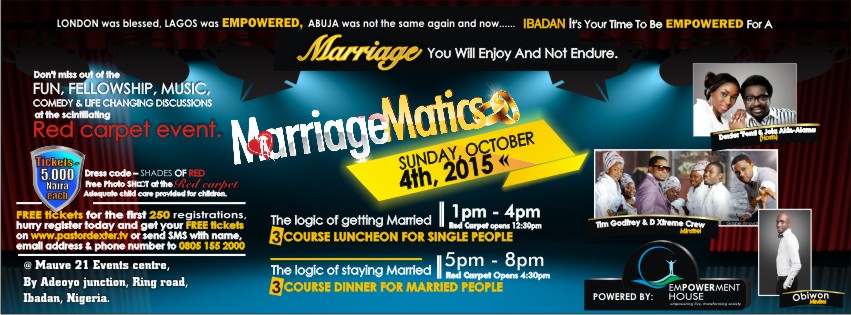 LONDON was blessed, LAGOS was EMPOWERED, ABUJA was not the same again and now...... IBADAN It's Your Time To Be EMPOWERED For A
Marriage You Will Enjoy And Not Endure.
Don't miss out of the
FUN, FELLOWSHIP, MUSIC,
COMEDY & LIFE CHANGING DISCUSSIONS
at the scintillating
Red carpet event.
MarriageMatics
SUNDAY, OCTOBER
4th, 2015 «
Tickets -
5,000
Naira
each
Dress code – SHADES OF RED
Free Photo SHOOT at the Red carpet
Adequate child care provided for children.
FREE tickets for the first 250 registrations,
hurry register today and get your FREE tickets
on www.pastordexter.tv or send SMS with name,
email address & phone number to 0805 155 2000
@ Mauve 21 Events centre,
By Adeoyo junction, Ring road,
Ibadan, Nigeria.
The logic of getting Married
1pm - 4pm
Red Carpet opens 12:30pm
3 COURSE LUNCHEON FOR SINGLE PEOPLE
The logic of staying Married
5pm - 8pm
Red Carpet Opens 4:30pm
3 COURSE DINNER FOR MARRIED PEOPLE
(Hosts)
Tim Godfrey & D Xtreme Crew
Minstrel
Obiwon
Minstrel
POWERED BY:
EMPOWERMENT
HOUSE
empowering lives, transforming society